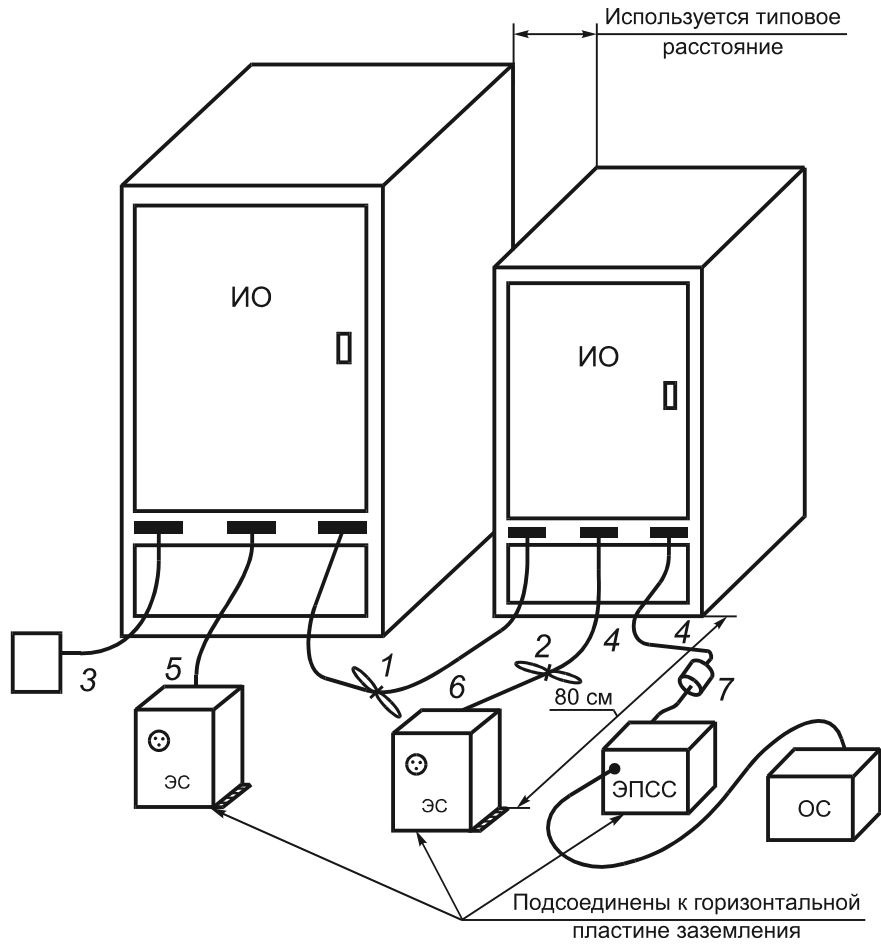 Используется типовое
расстояние
ИО
ИО
3
5
1
2
4
4
6
7
80 см
ЭС
ЭС
ЭПСС
ОС
Подсоединены к горизонтальной
пластине заземления